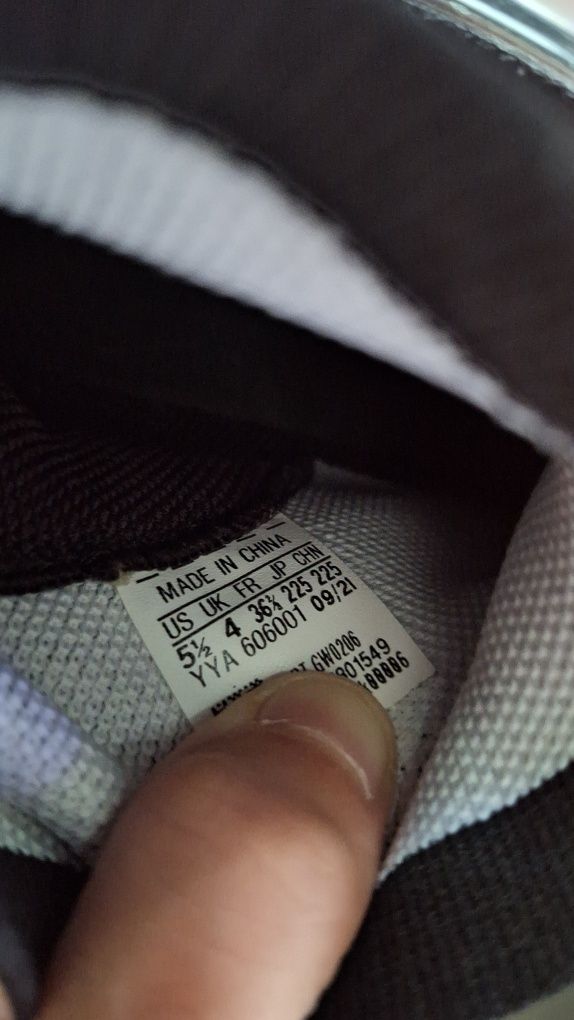 MADE IN CHINA
US UK FR JP CHN
5½ 4 36⅔ 225 225
YYA 606001 09/21
GW0206